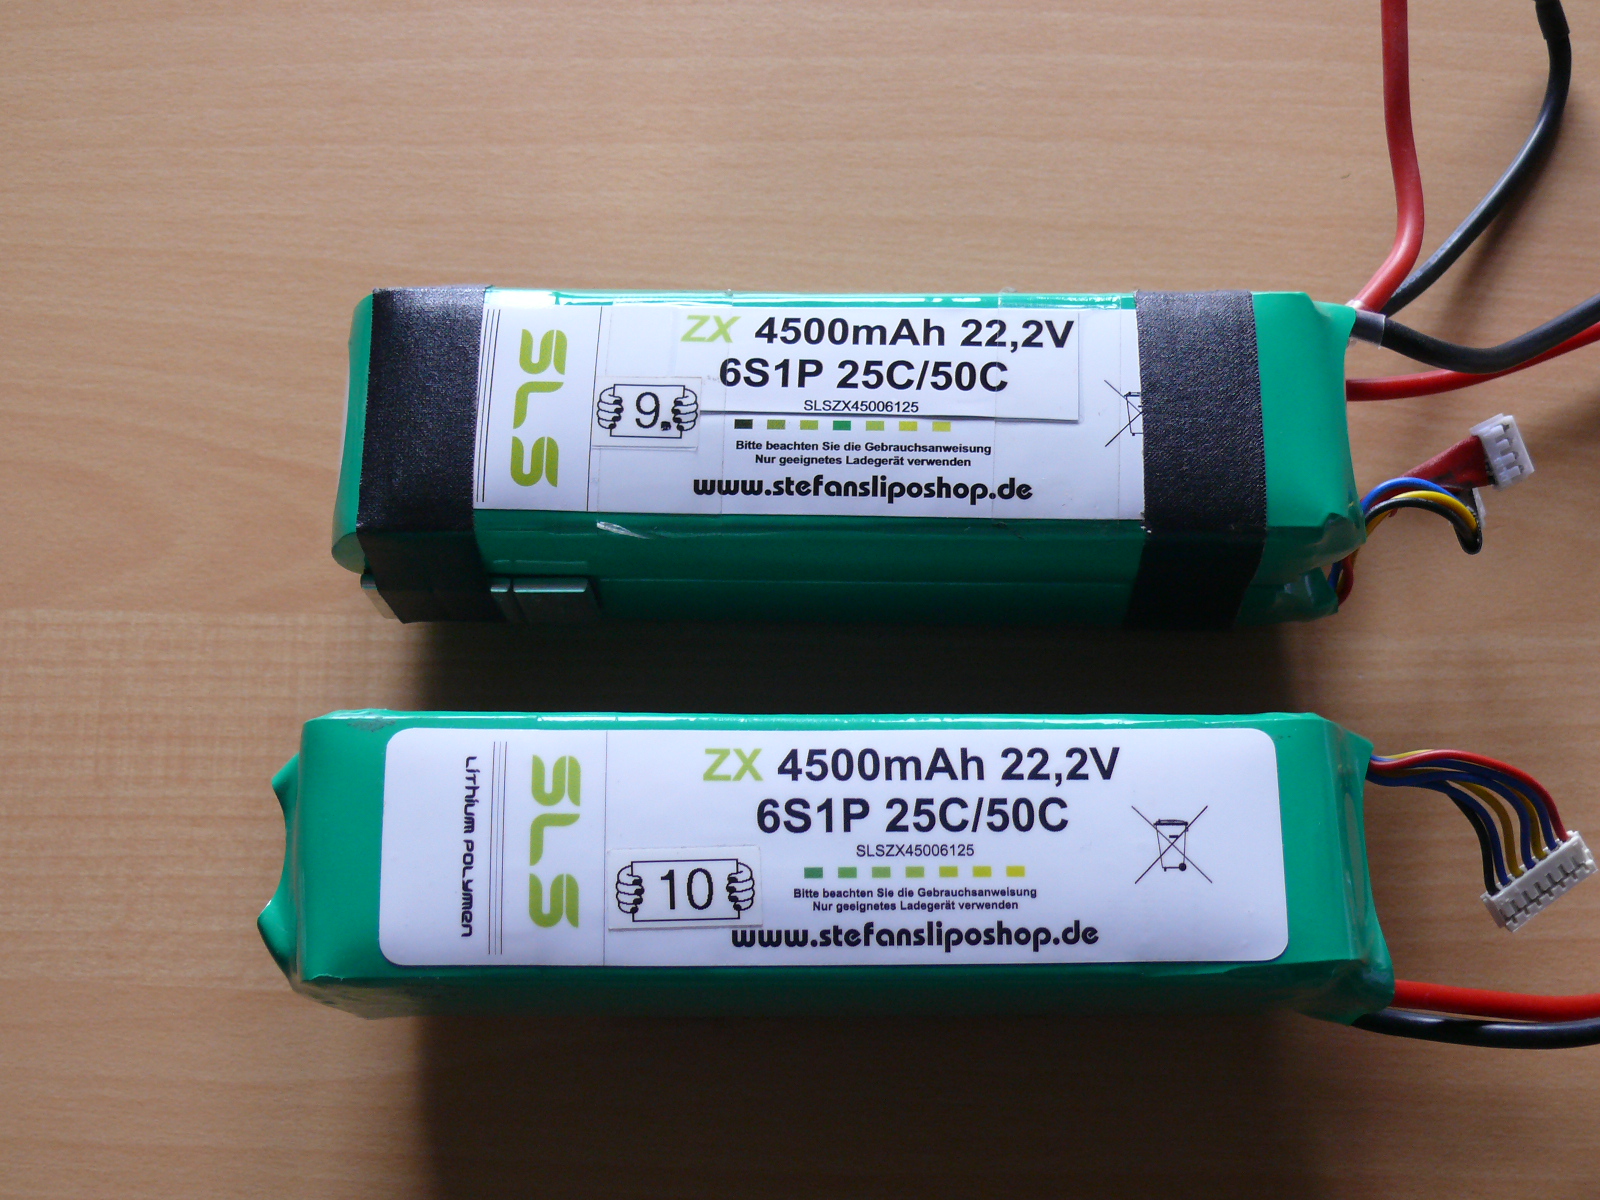 SLS
ZX 4500mAh 22,2V
6S1P 25C/50C
SLSZX45006125
9.
Bitte beachten Sie die Gebrauchsanweisung
Nur geeignetes Ladegerät verwenden
www.stefansliposhop.de
Lithium Polymer
SLS
ZX 4500mAh 22,2V
6S1P 25C/50C
SLSZX45006125
10
Bitte beachten Sie die Gebrauchsanweisung
Nur geeignetes Ladegerät verwenden
www.stefansliposhop.de